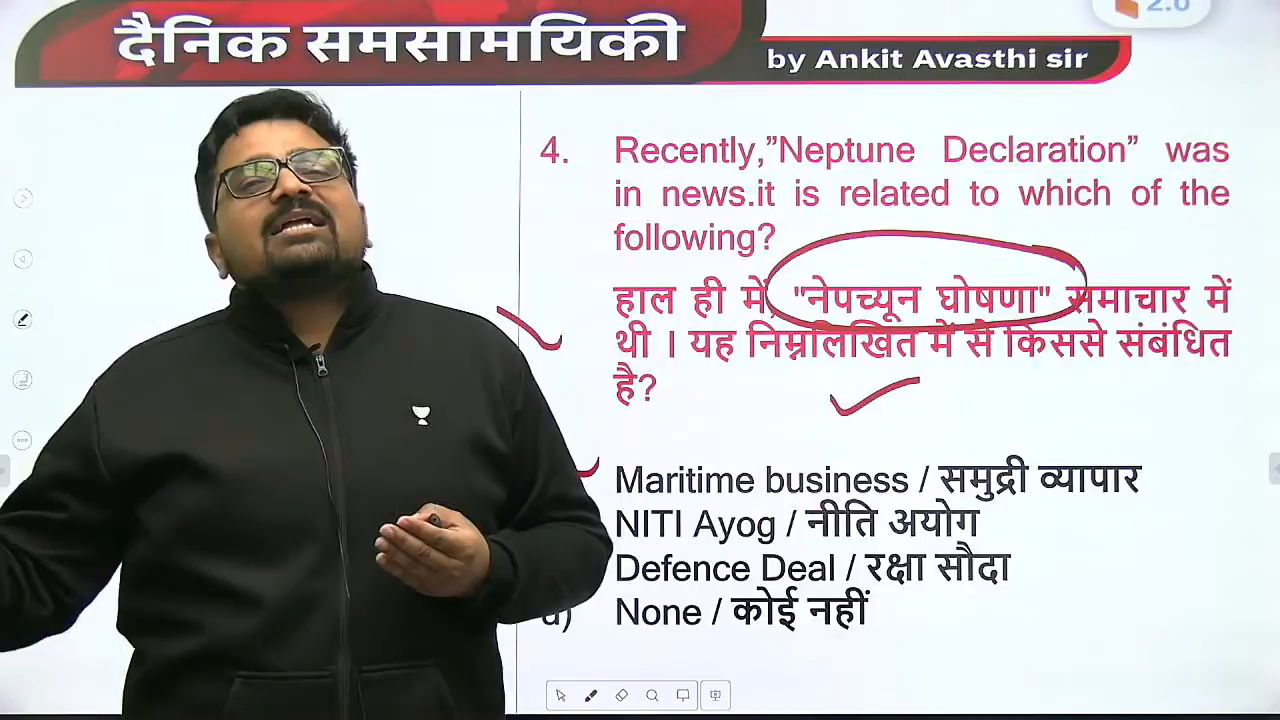 2.0
दैनिक समसामयिकी
by Ankit Avasthi sir
4. Recently,”Neptune Declaration” was
in news.it is related to which of the
following?
हाल ही में, "नेपच्यून घोषणा" समाचार में
थी । यह निम्नलिखित में से किससे संबंधित
है?
Maritime business / समुद्री व्यापार
NITI Ayog / नीति अयोग
Defence Deal / रक्षा सौदा
None / कोई नहीं